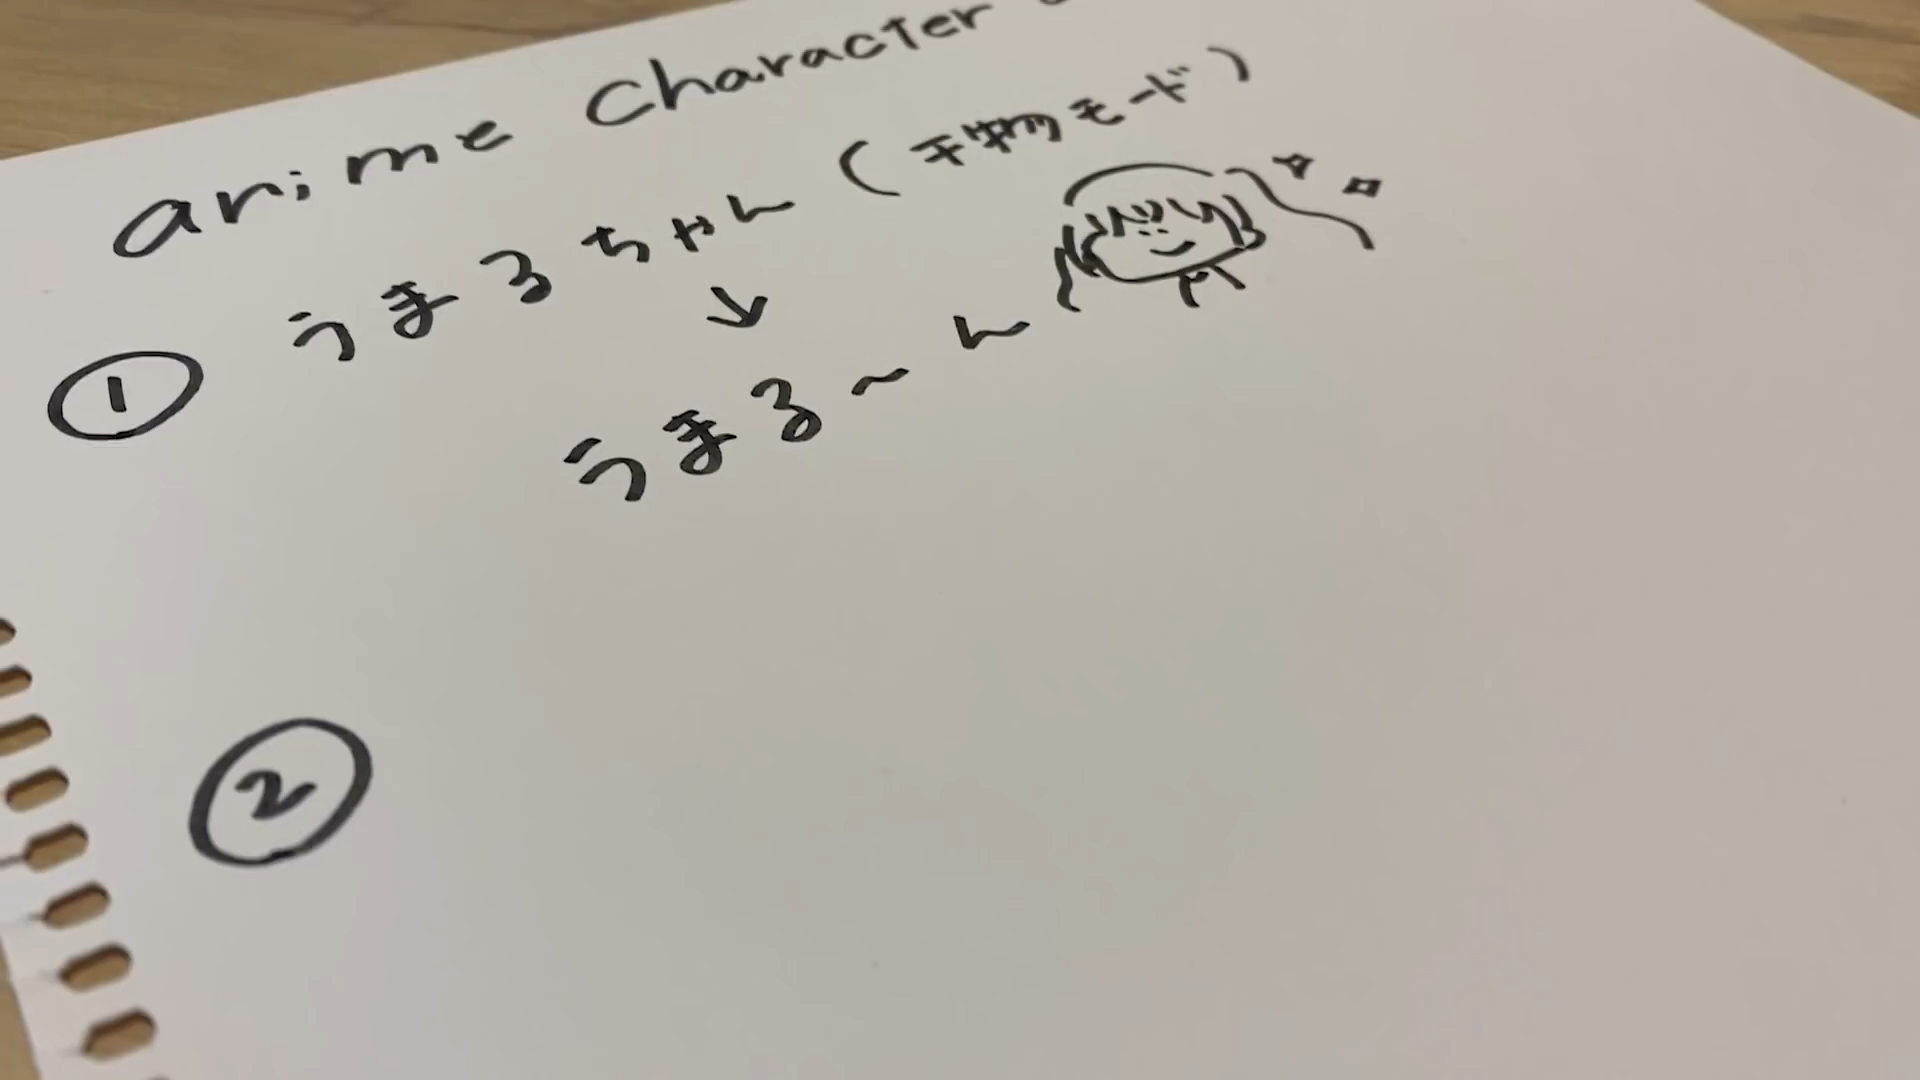 anime Character
① うまるちゃん (干物モード)
↓
うまる〜ん
②